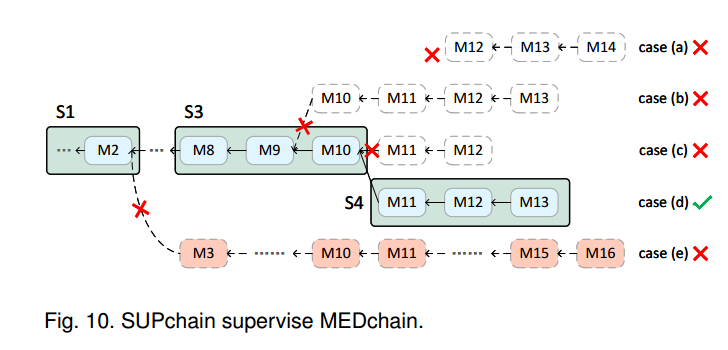 M12 M13 M14 case (a)
M10 M11 M12 M13 case (b)
S1 S3
... M2 ... M8 M9 M10 M11 M12 case (c)
S4 M11 M12 M13 case (d)
M3 ...... M10 M11 ...... M15 M16 case (e)
Fig. 10. SUPchain supervise MEDchain.